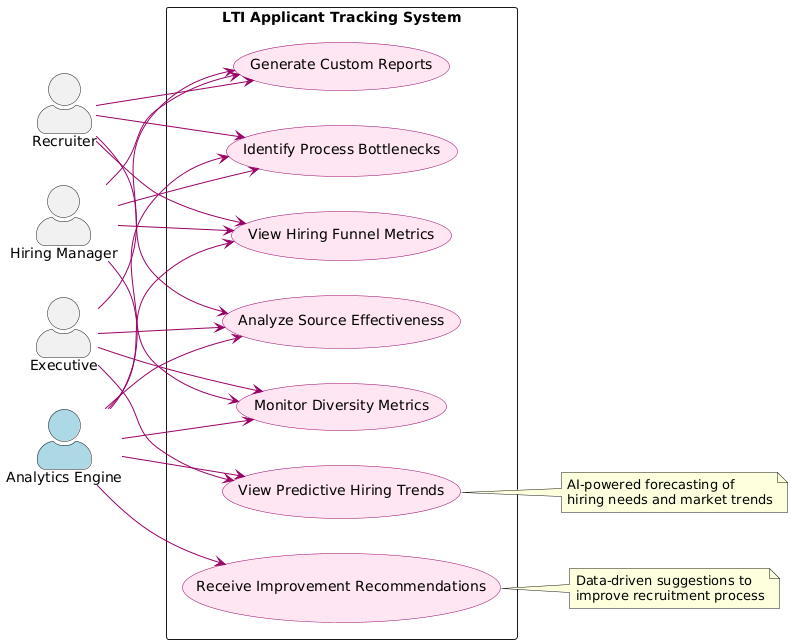 LTI Applicant Tracking System
Generate Custom Reports
Recruiter
Identify Process Bottlenecks
Hiring Manager
View Hiring Funnel Metrics
Analyze Source Effectiveness
Executive
Monitor Diversity Metrics
Analytics Engine
View Predictive Hiring Trends
AI-powered forecasting of
hiring needs and market trends
Receive Improvement Recommendations
Data-driven suggestions to
improve recruitment process